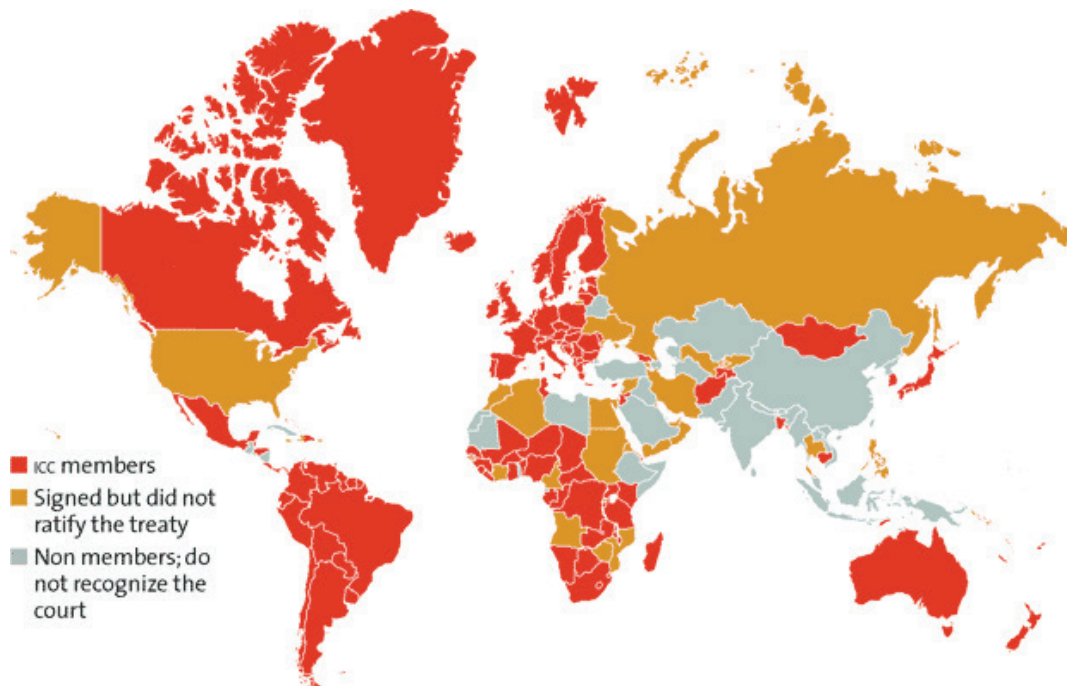 ICC members
Signed but did not
ratify the treaty
Non members; do
not recognize the
court